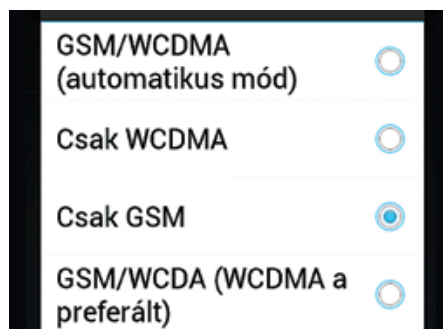 GSM/WCDMA
(automatikus mód)
Csak WCDMA
Csak GSM
GSM/WCDA (WCDMA a
preferált)